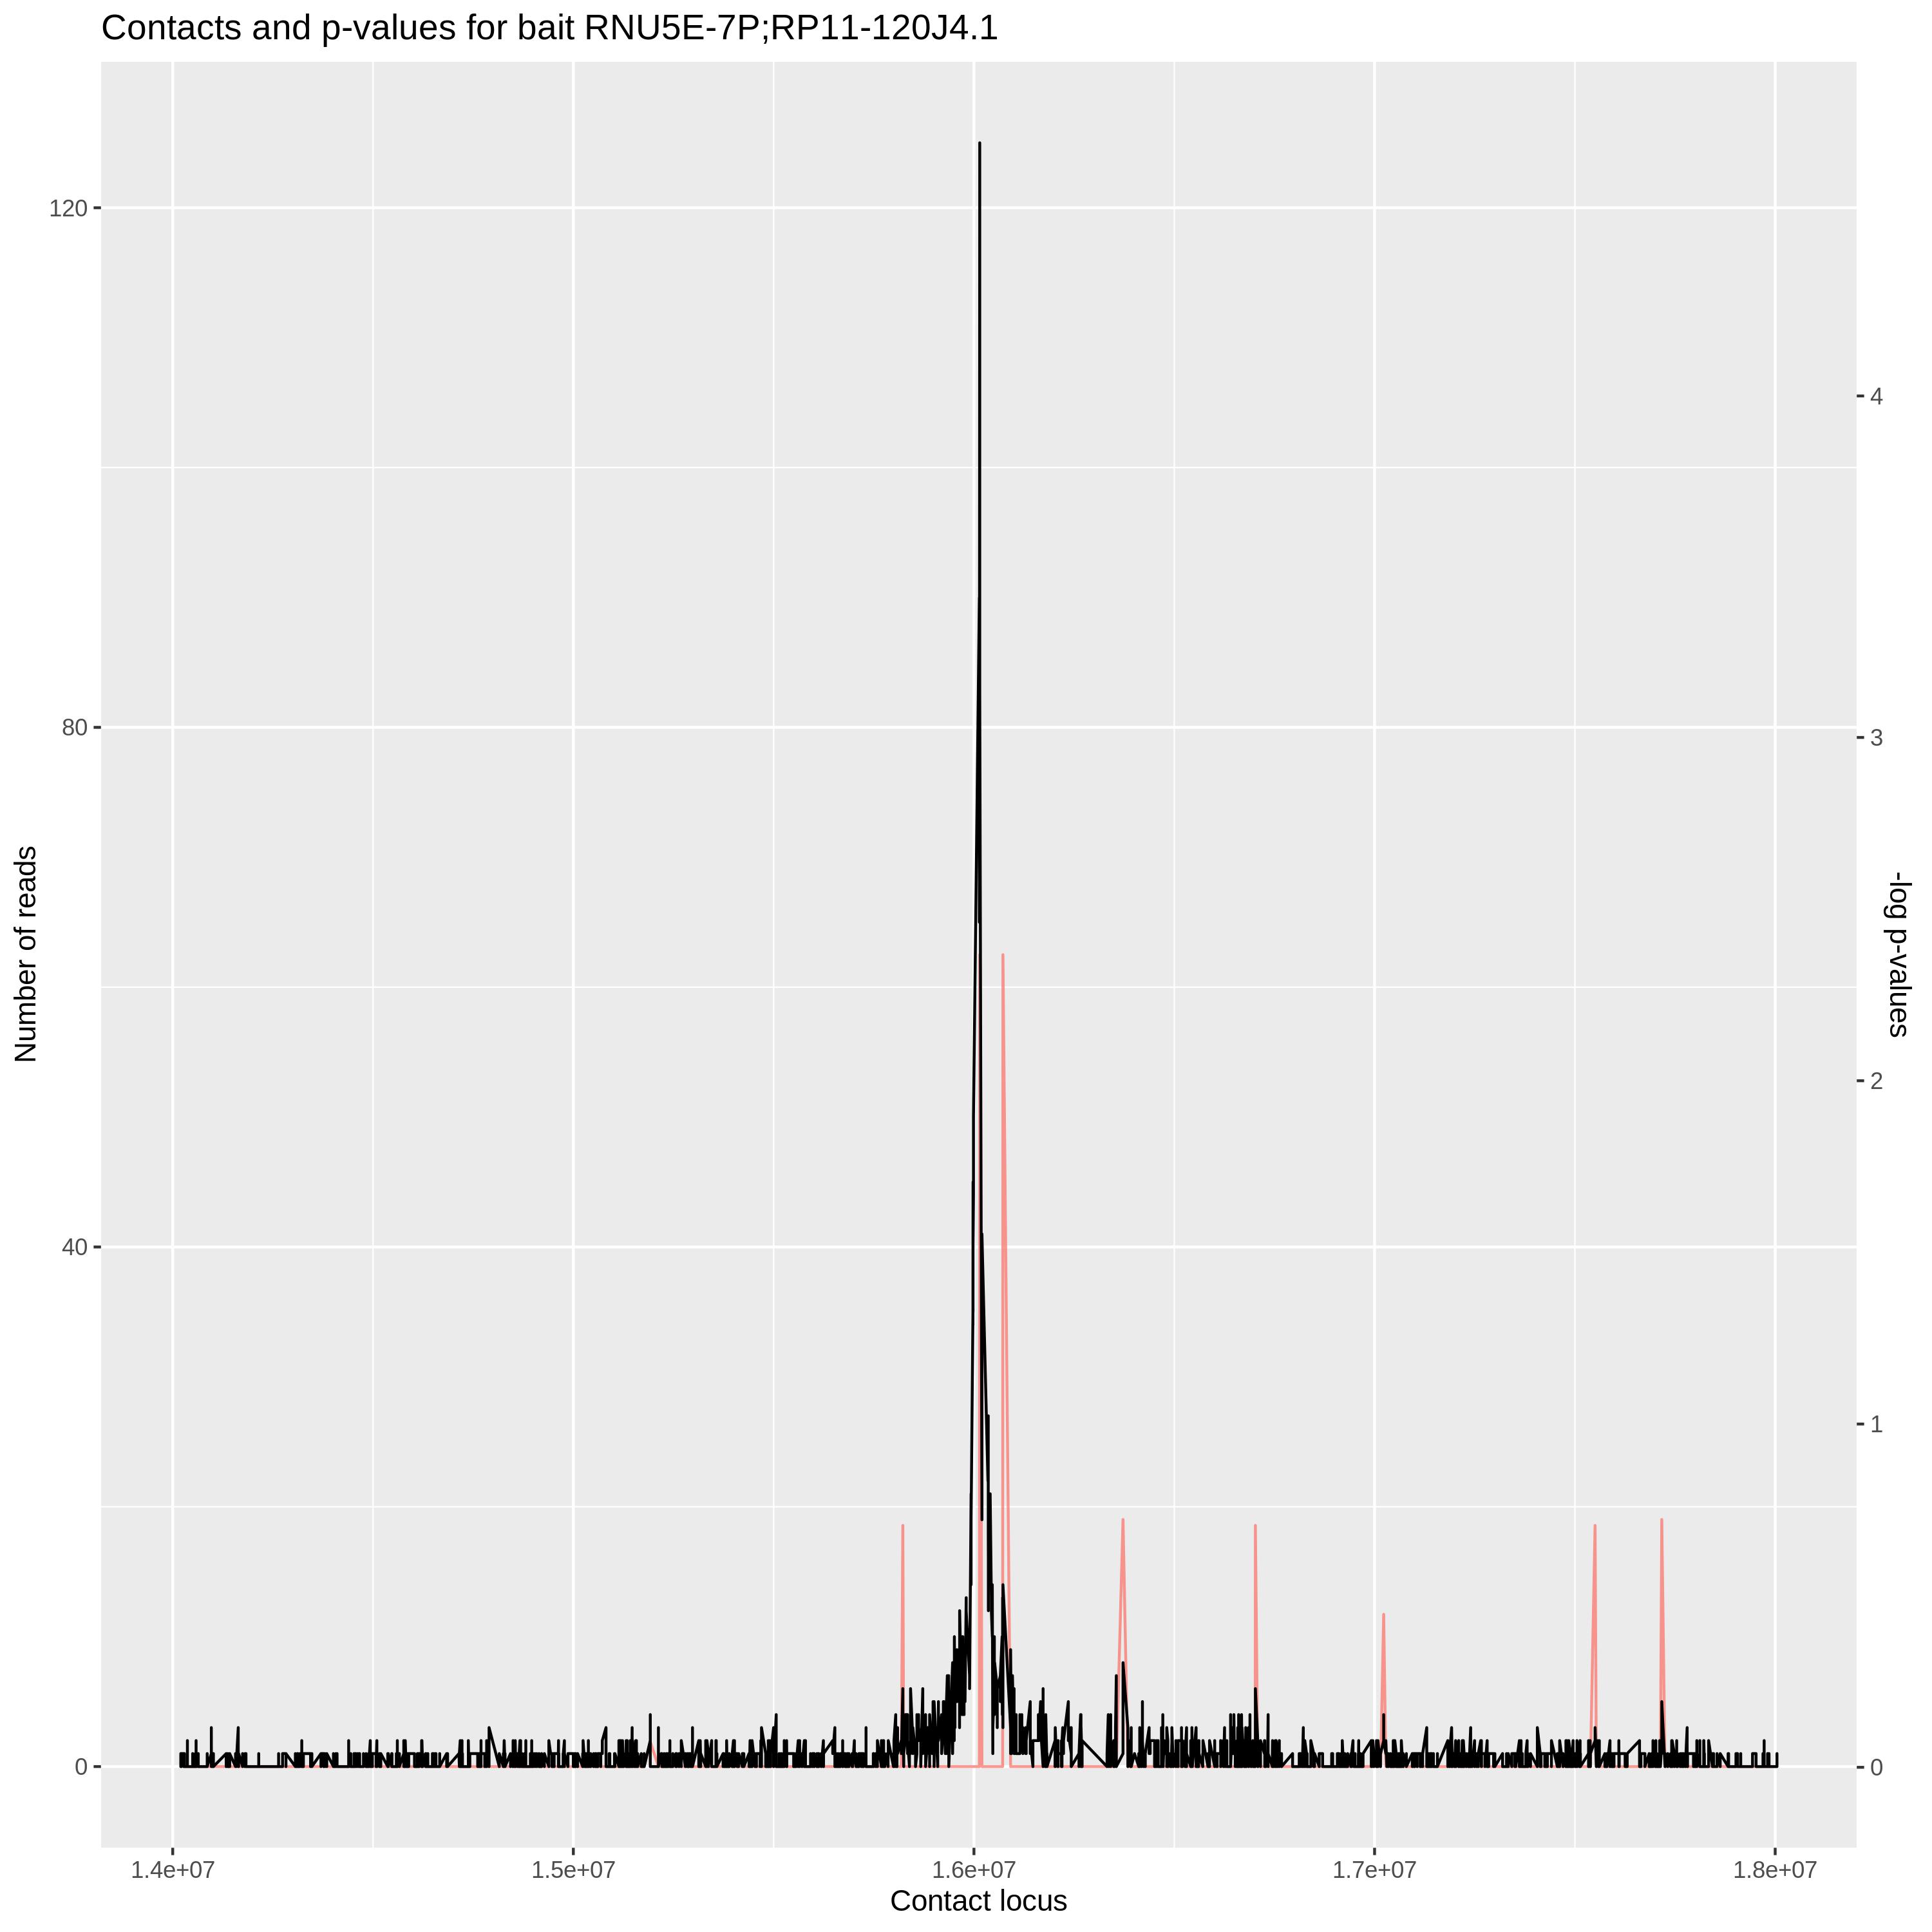 Contacts and p-values for bait RNU5E-7P;RP11-120J4.1
120
80
40
0
Number of reads
4
3
2
1
0
-log p-values
1.4e+07
1.5e+07
1.6e+07
1.7e+07
1.8e+07
Contact locus